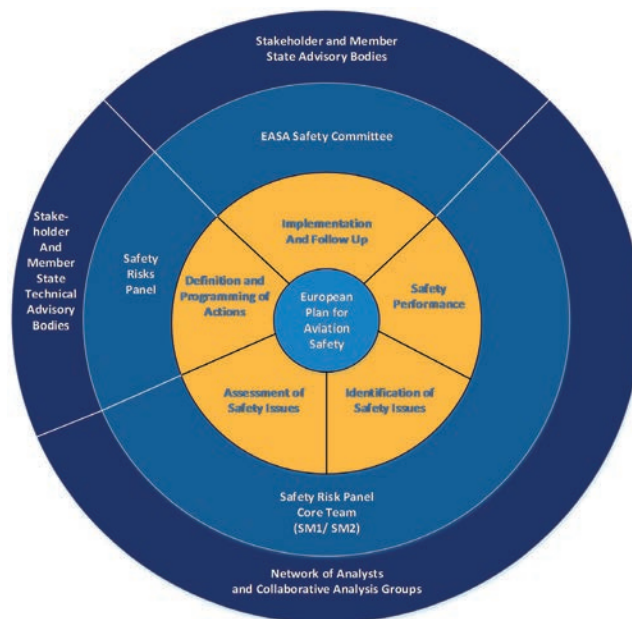 Stakeholder and Member
State Advisory Bodies
EASA Safety Committee
Implementation
And Follow Up
Stake-
holder
And
Member
State
Technical
Advisory
Bodies
Safety
Risks
Panel
Definition and
Programming of
Actions
European
Plan for
Aviation
Safety
Safety
Performance
Assessment of
Safety Issues
Identification of
Safety Issues
Safety Risk Panel
Core Team
(SM1/ SM2)
Network of Analysts
and Collaborative Analysis Groups